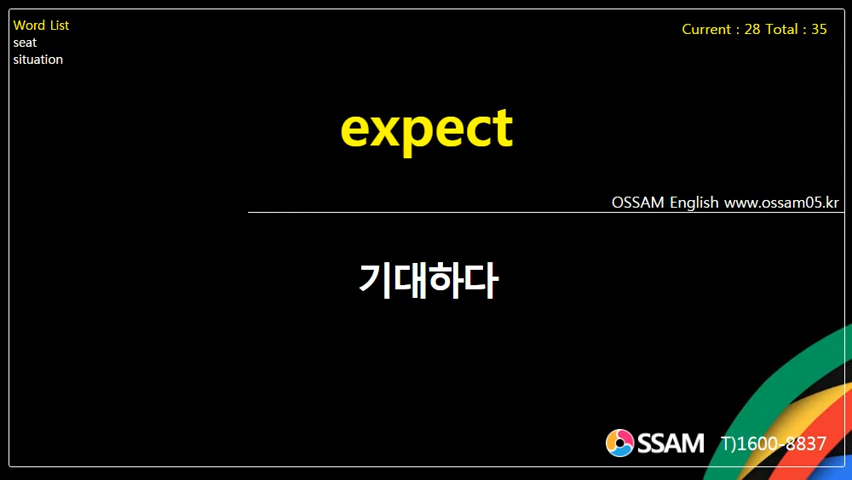 Word List
seat
situation
Current : 28 Total : 35
expect
OSSAM English www.ossam05.kr
기대하다
OSSAM T)1600-8837